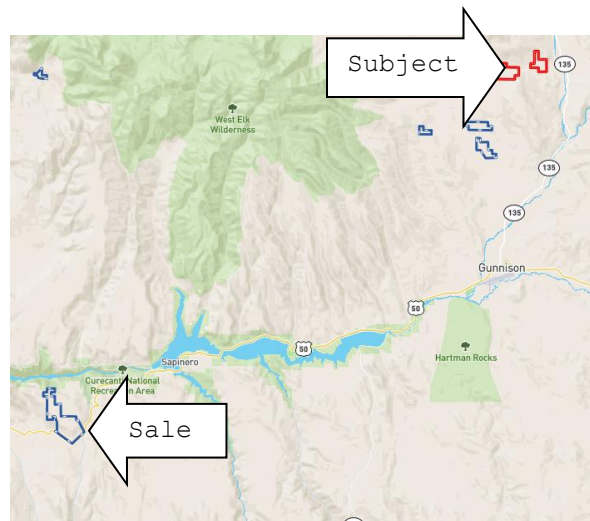 Subject
135
West Elk
Wilderness
135
135
Gunnison
50
50
Hartman Rocks
Sapinero
Curecanti National
Recreation Area
Sale